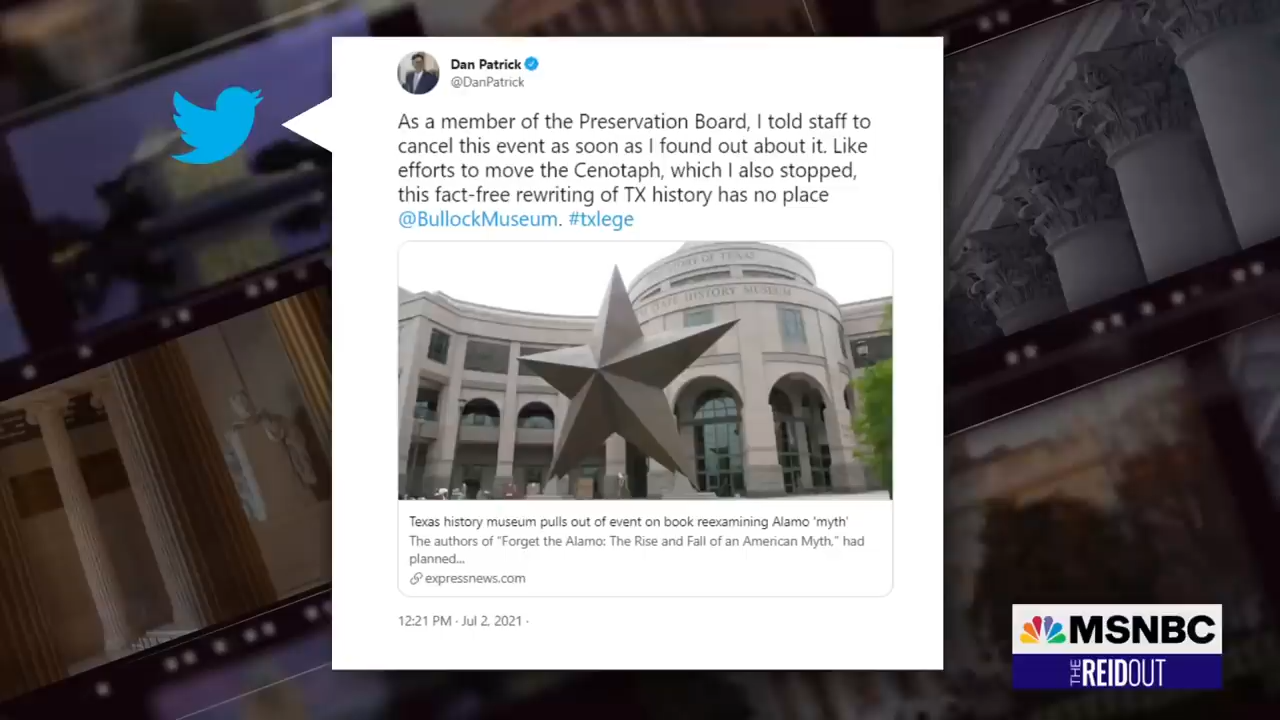 Dan Patrick
@DanPatrick
As a member of the Preservation Board, I told staff to
cancel this event as soon as I found out about it. Like
efforts to move the Cenotaph, which I also stopped,
this fact-free rewriting of TX history has no place
@BullockMuseum. #txlege
STORY OF TEXAS
STATE HISTORY MUSEUM
Texas history museum pulls out of event on book reexamining Alamo 'myth'
The authors of "Forget the Alamo: The Rise and Fall of an American Myth," had
planned...
expressnews.com
12:21 PM · Jul 2, 2021 ·
MSNBC
THE REIDOUT